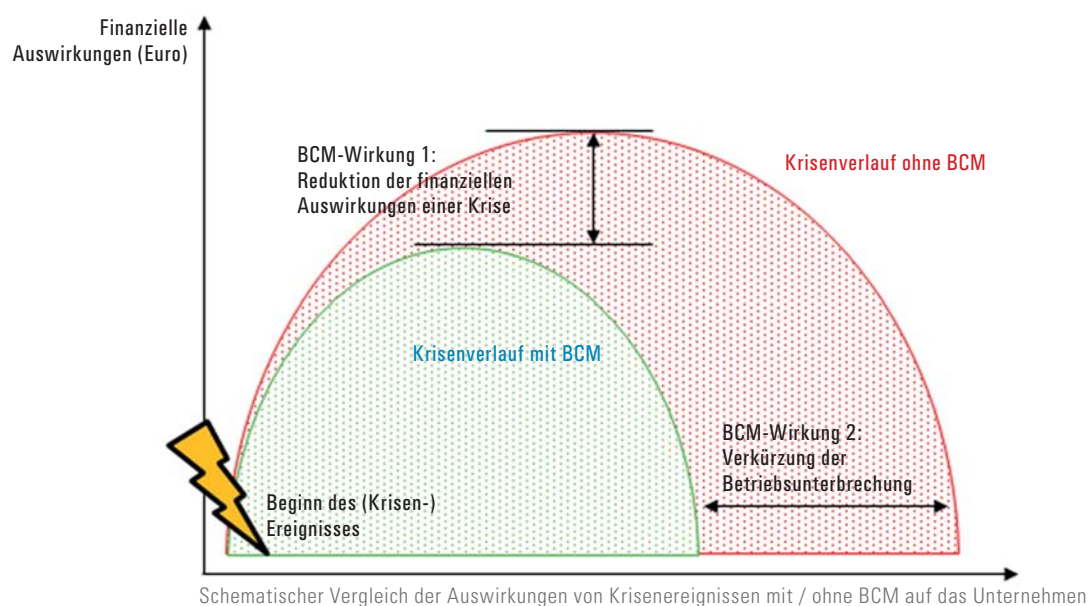 Finanzielle
Auswirkungen (Euro)
BCM-Wirkung 1:
Reduktion der finanziellen
Auswirkungen einer Krise
Krisenverlauf ohne BCM
Krisenverlauf mit BCM
BCM-Wirkung 2:
Verkürzung der
Betriebsunterbrechung
Beginn des (Krisen-)
Ereignisses
Schematischer Vergleich der Auswirkungen von Krisenereignissen mit / ohne BCM auf das Unternehmen